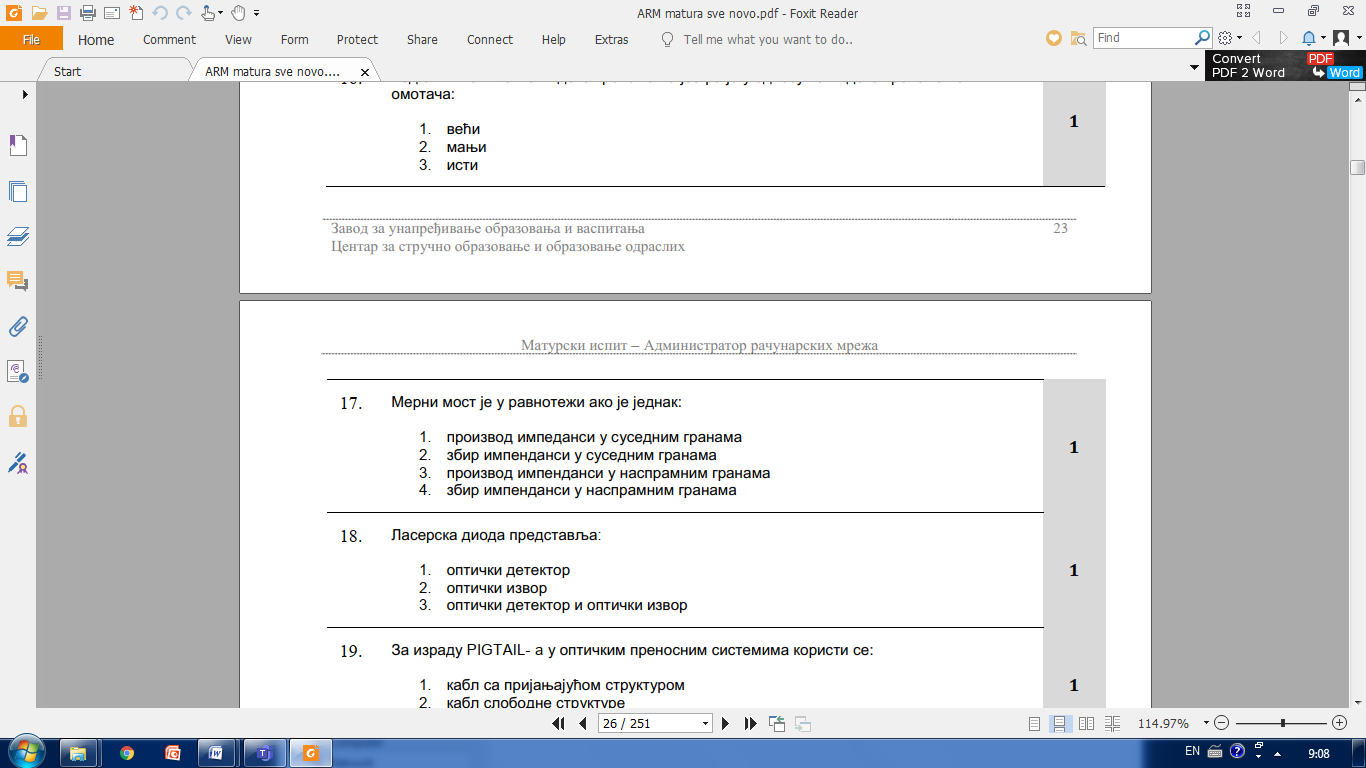 ARM matura sve novo.pdf - Foxit Reader
File Home Comment View Form Protect Share Connect Help Extras Tell me what you want to do.. Find
Start ARM matura sve novo.... Convert PDF
PDF 2 Word Word
омотача:
1
1. већи
2. мањи
3. исти
Завод за унапређивање образовања и васпитања 23
Центар за стручно образовање и образовање одраслих
Матурски испит – Администратор рачунарских мрежа
17. Мерни мост је у равнотежи ако је једнак:
1. производ импеданси у суседним гранама
1
2. збир импенданси у суседним гранама
3. производ импенданси у наспрамним гранама
4. збир импенданси у наспрамним гранама
18. Ласерска диода представља:
1. оптички детектор 1
2. оптички извор
3. оптички детектор и оптички извор
19. За израду PIGTAIL- а у оптичким преносним системима користи се:
1. кабл са пријањајућом структуром 1
2. кабл слободне структуре
26 / 251 114.97%
EN 9:08